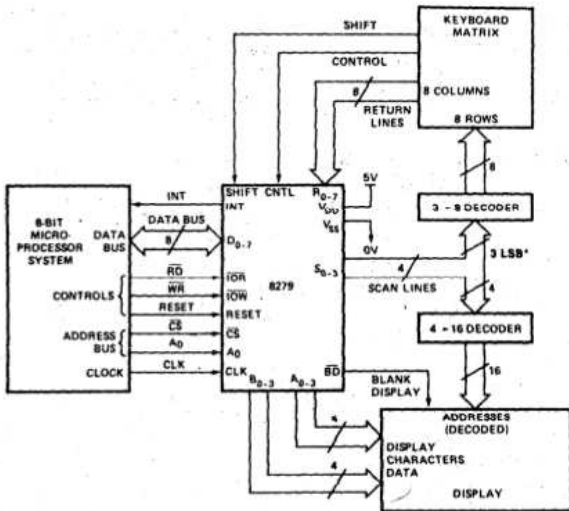 SHIFT
KEYBOARD
MATRIX
CONTROL
8
8 COLUMNS
RETURN
LINES
8 ROWS
5V
8
INT
SHIFT CNTL
R0-7
INT
VDD
3 - 8 DECODER
8-BIT
MICRO-
PROCESSOR
SYSTEM
DATA BUS
DATA
BUS
8
D0-7
VSS
0V
3 LSB*
S0-3
4
SCAN LINES
4
8279
RD
IOR
CONTROLS
WR
IOW
RESET
RESET
4 - 16 DECODER
ADDRESS
BUS
CS
CS
A0
A0
CLOCK
CLK
CLK
B0-3
A0-3
BD
BLANK
DISPLAY
16
4
4
ADDRESSES
(DECODED)
DISPLAY
CHARACTERS
DATA
DISPLAY